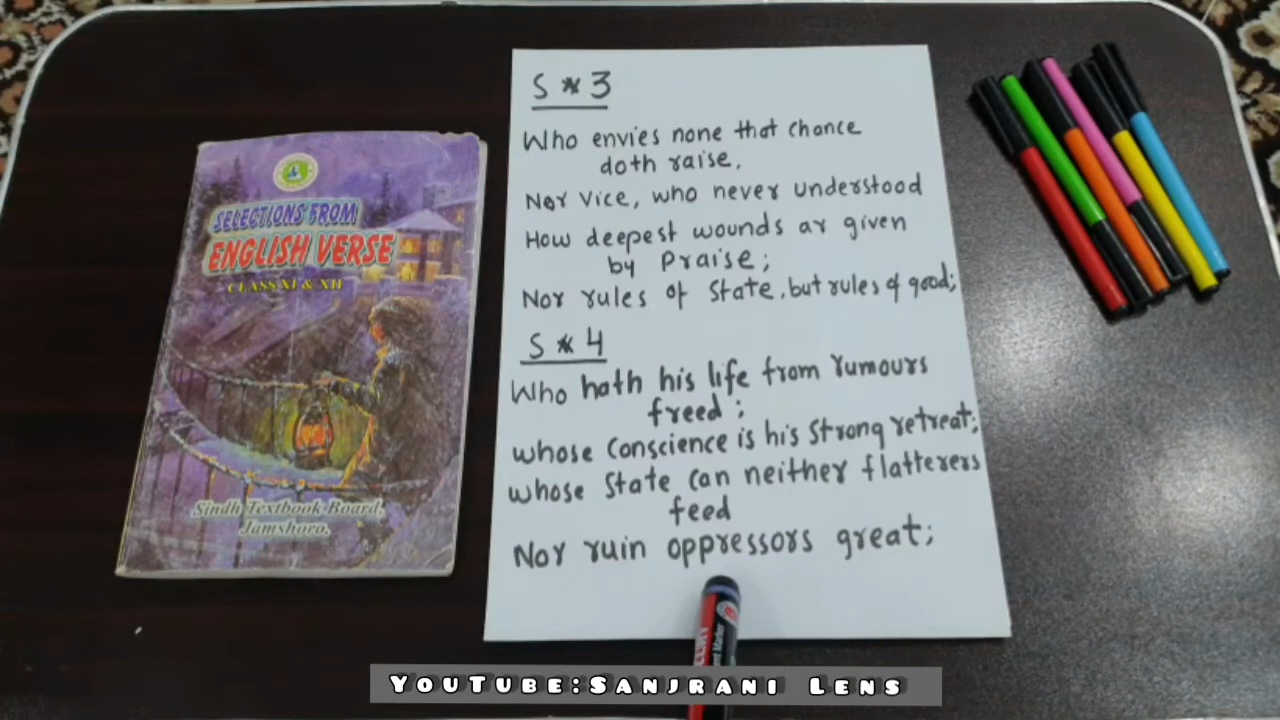 SELECTIONS FROM
ENGLISH VERSE
CLASS XI & XII
Sindh Textbook Board,
Jamshoro.
S * 3
Who envies none that chance
doth raise,
Nor Vice, who never understood
How deepest wounds ar given
by Praise;
Nor rules of State, but rules of good;
S * 4
Who hath his life from rumours
freed;
whose Conscience is his Strong retreat;
whose State can neither flatterers
feed
Nor ruin oppressors great;
YouTube:Sanjrani Lens